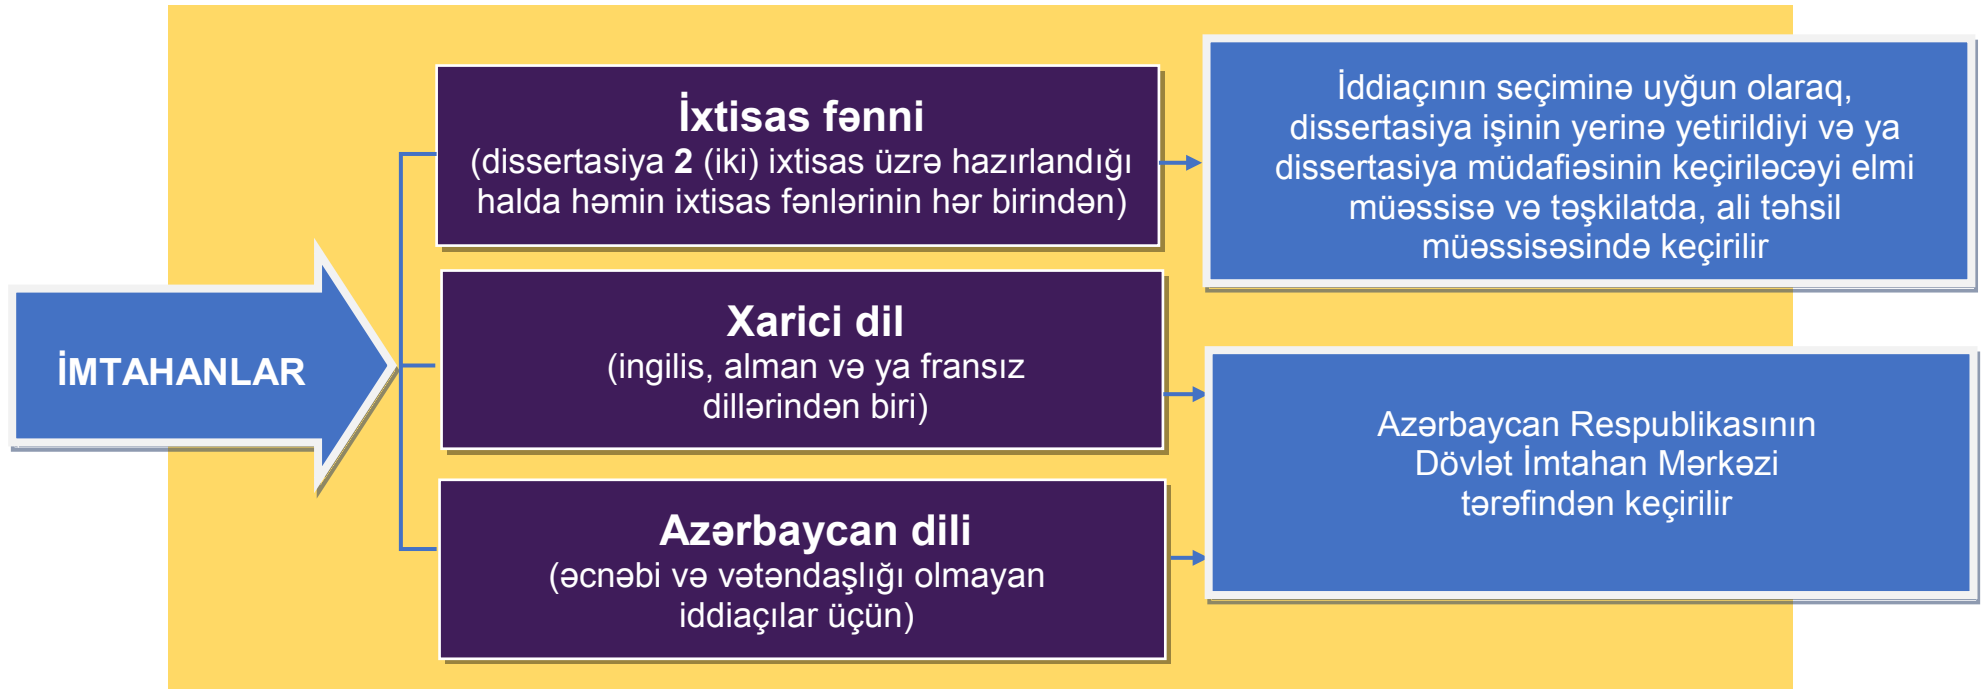 İMTAHANLAR
İxtisas fənni
(dissertasiya 2 (iki) ixtisas üzrə hazırlandığı
halda həmin ixtisas fənlərinin hər birindən)
İddiaçının seçiminə uyğun olaraq,
dissertasiya işinin yerinə yetirildiyi və ya
dissertasiya müdafiəsinin keçiriləcəyi elmi
müəssisə və təşkilatda, ali təhsil
müəssisəsində keçirilir
Xarici dil
(ingilis, alman və ya fransız
dillərindən biri)
Azərbaycan dili
(əcnəbi və vətəndaşlığı olmayan
iddiaçılar üçün)
Azərbaycan Respublikasının
Dövlət İmtahan Mərkəzi
tərəfindən keçirilir